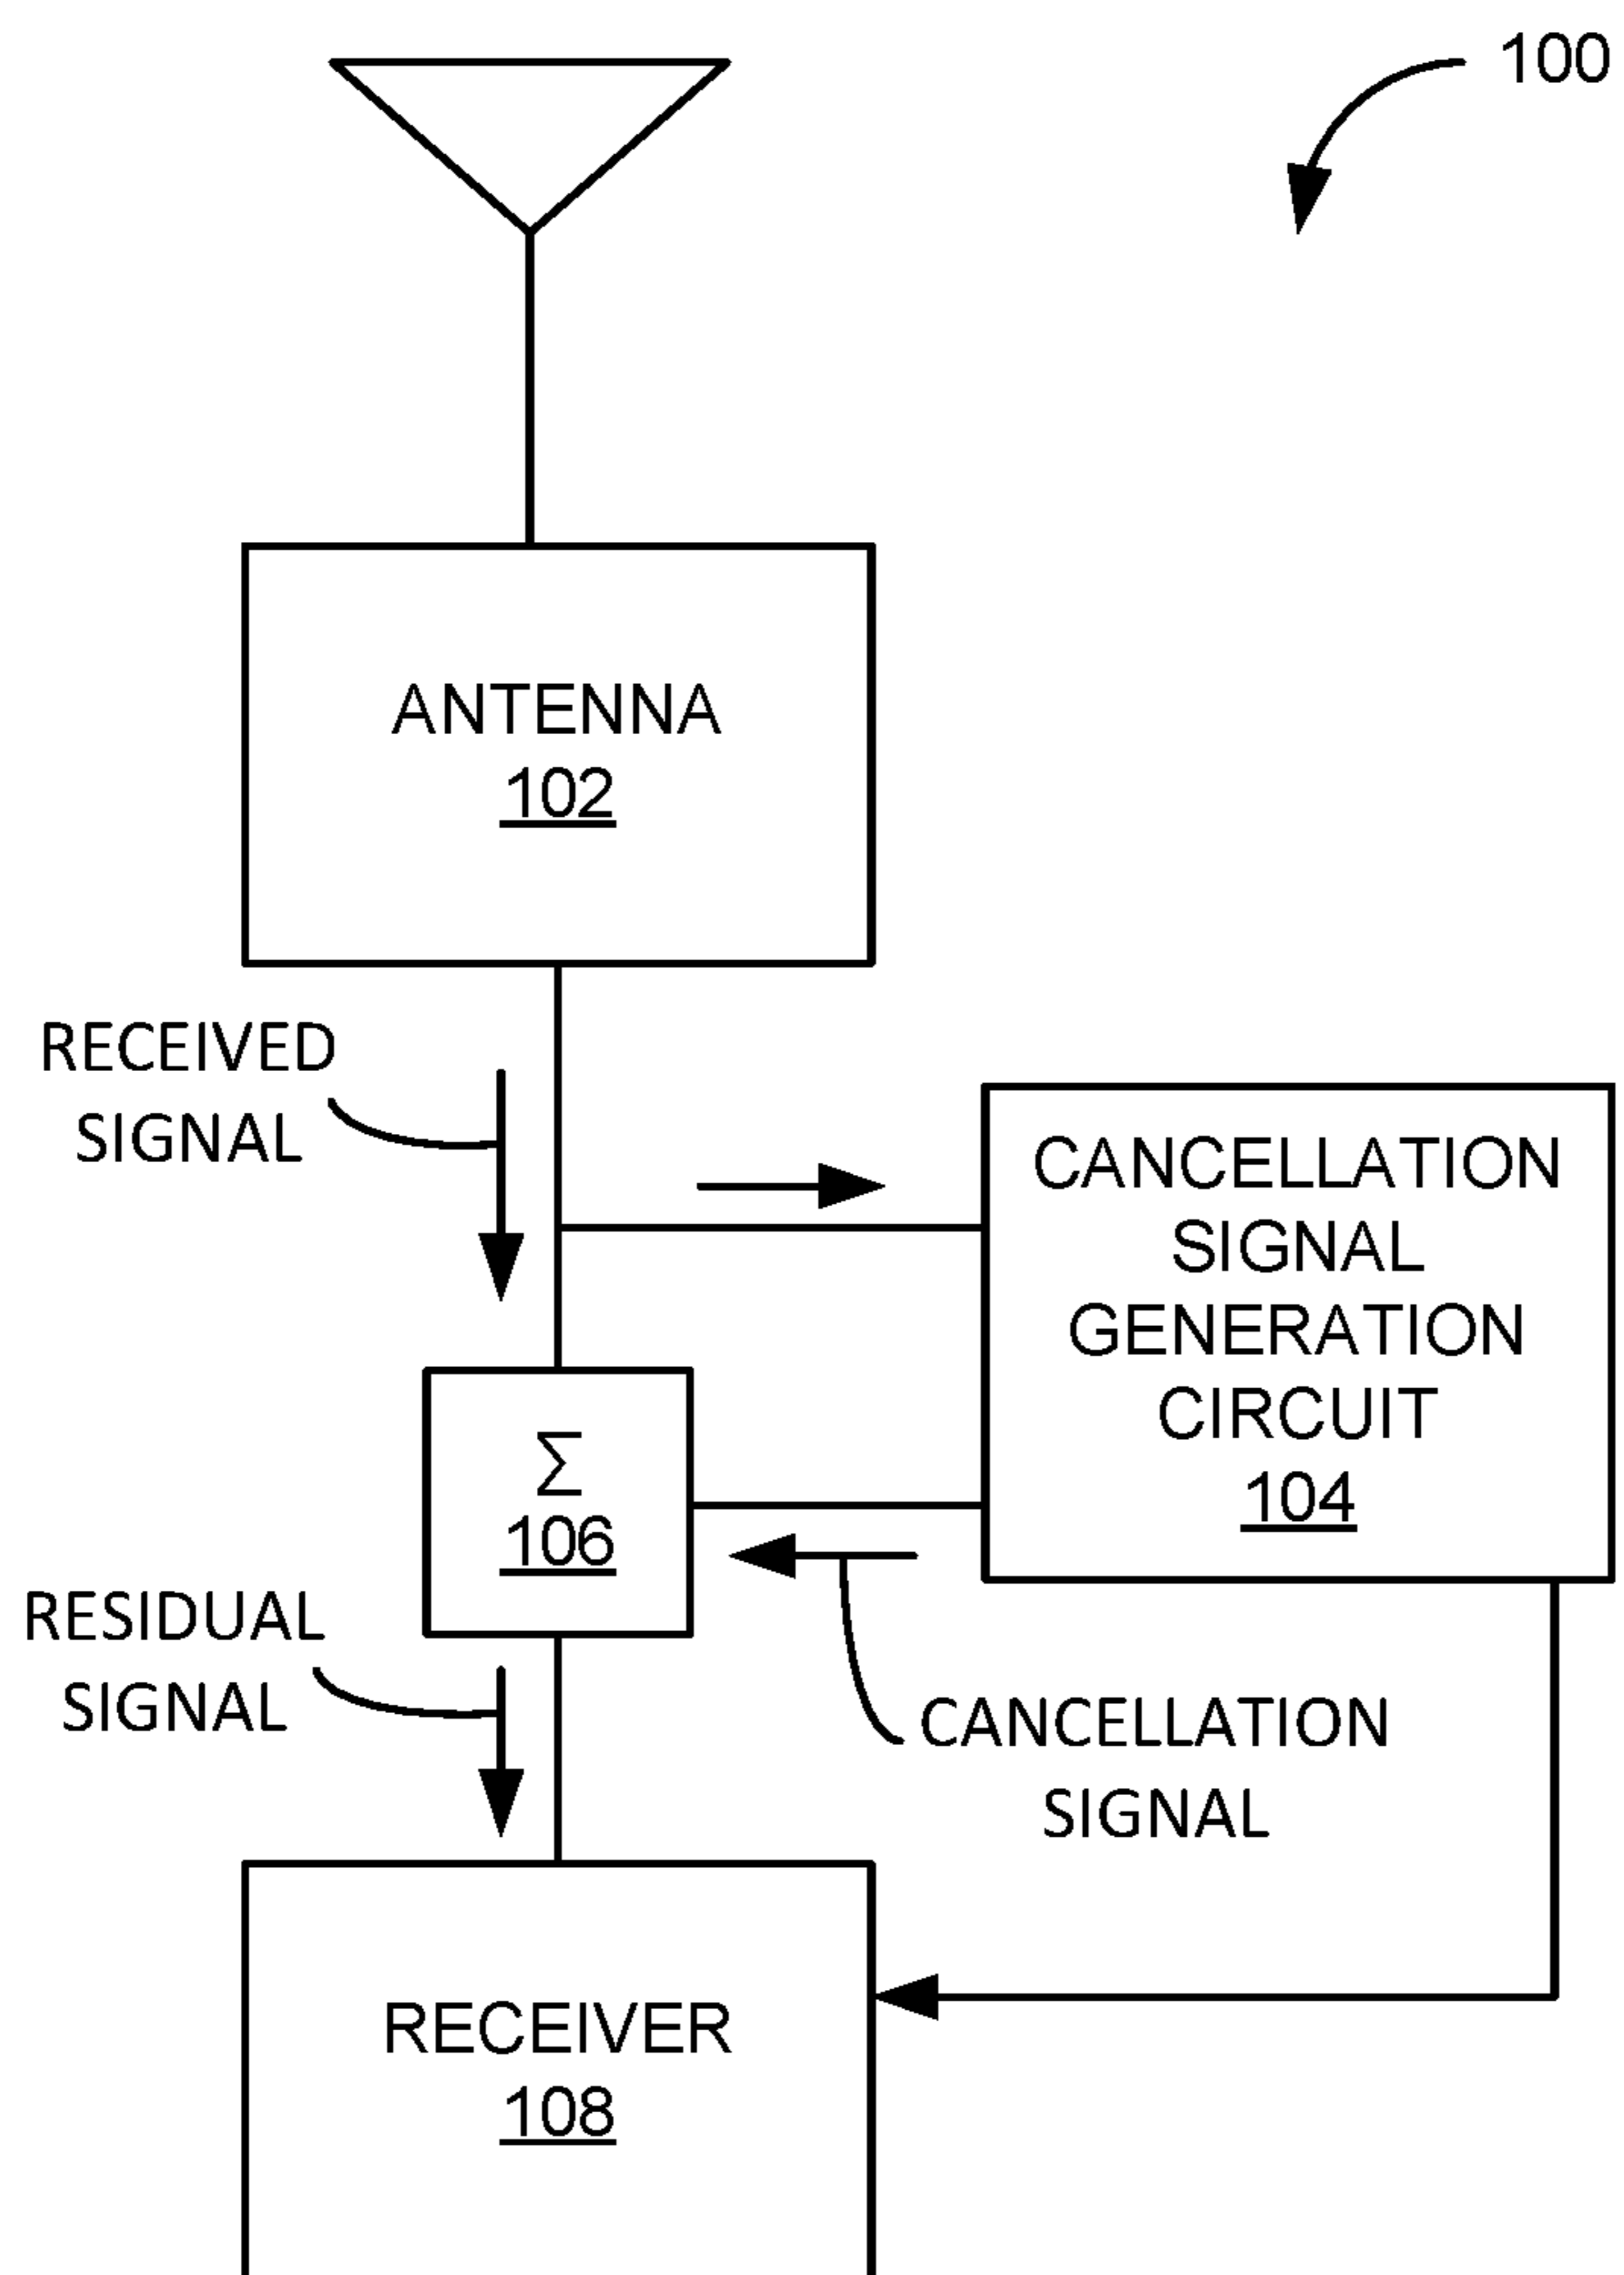 100
ANTENNA
102
RECEIVED
SIGNAL
CANCELLATION
SIGNAL
GENERATION
CIRCUIT
104
Σ
106
RESIDUAL
SIGNAL
CANCELLATION
SIGNAL
RECEIVER
108